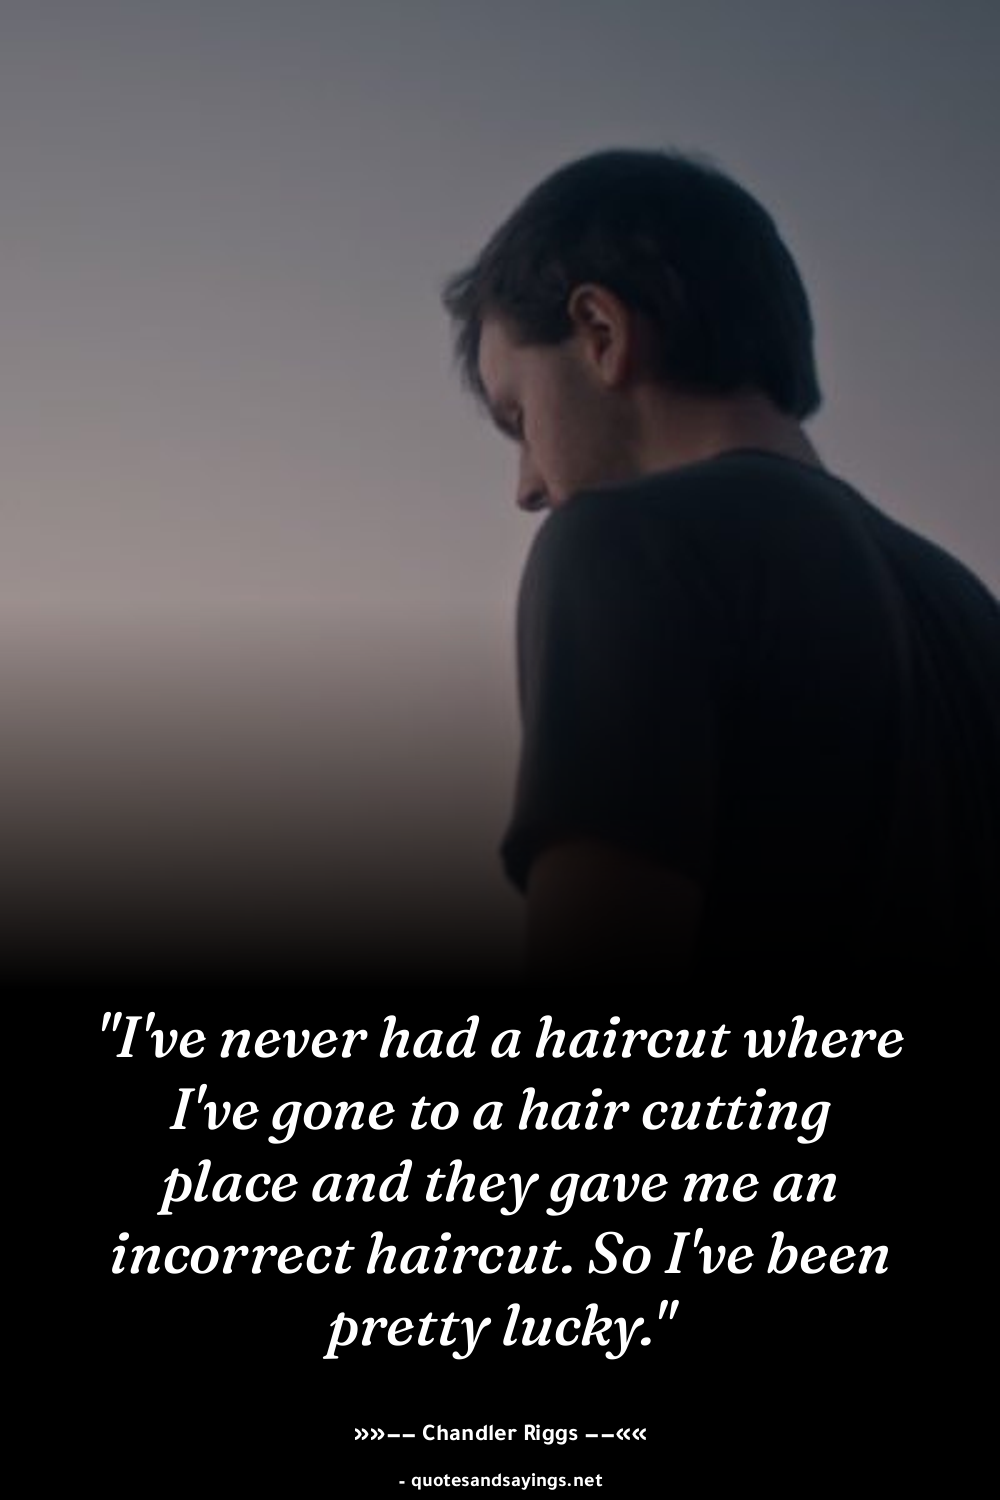 "I've never had a haircut where
I've gone to a hair cutting
place and they gave me an
incorrect haircut. So I've been
pretty lucky."
»»−− Chandler Riggs −−««
- quotesandsayings.net